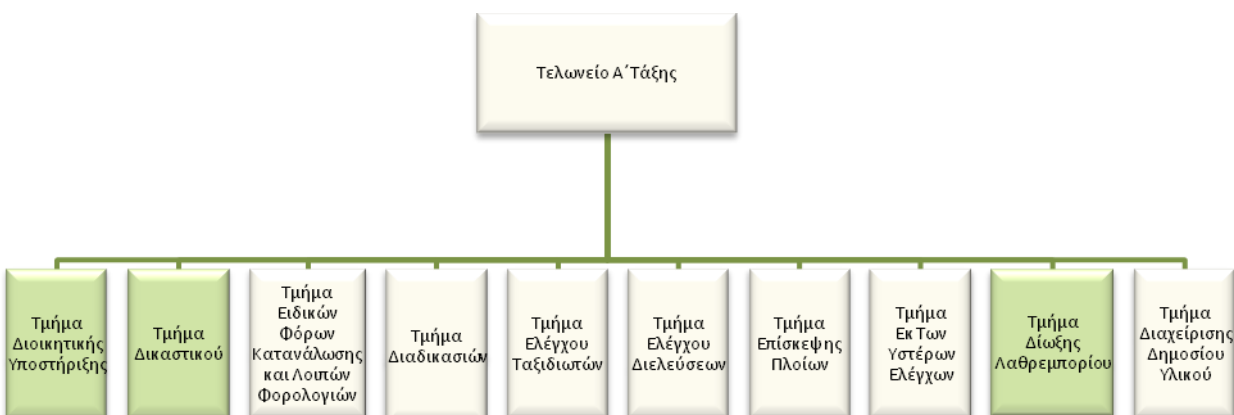 Τελωνείο Α΄Τάξης
Τμήμα
Διοικητικής
Υποστήριξης
Τμήμα
Δικαστικού
Τμήμα
Ειδικών
Φόρων
Κατανάλωσης
και Λοιπών
Φορολογιών
Τμήμα
Διαδικασιών
Τμήμα
Ελέγχου
Ταξιδιωτών
Τμήμα
Ελέγχου
Διελεύσεων
Τμήμα
Επίσκεψης
Πλοίων
Τμήμα
Εκ Των
Υστέρων
Ελέγχων
Τμήμα
Δίωξης
Λαθρεμπορίου
Τμήμα
Διαχείρισης
Δημοσίου
Υλικού